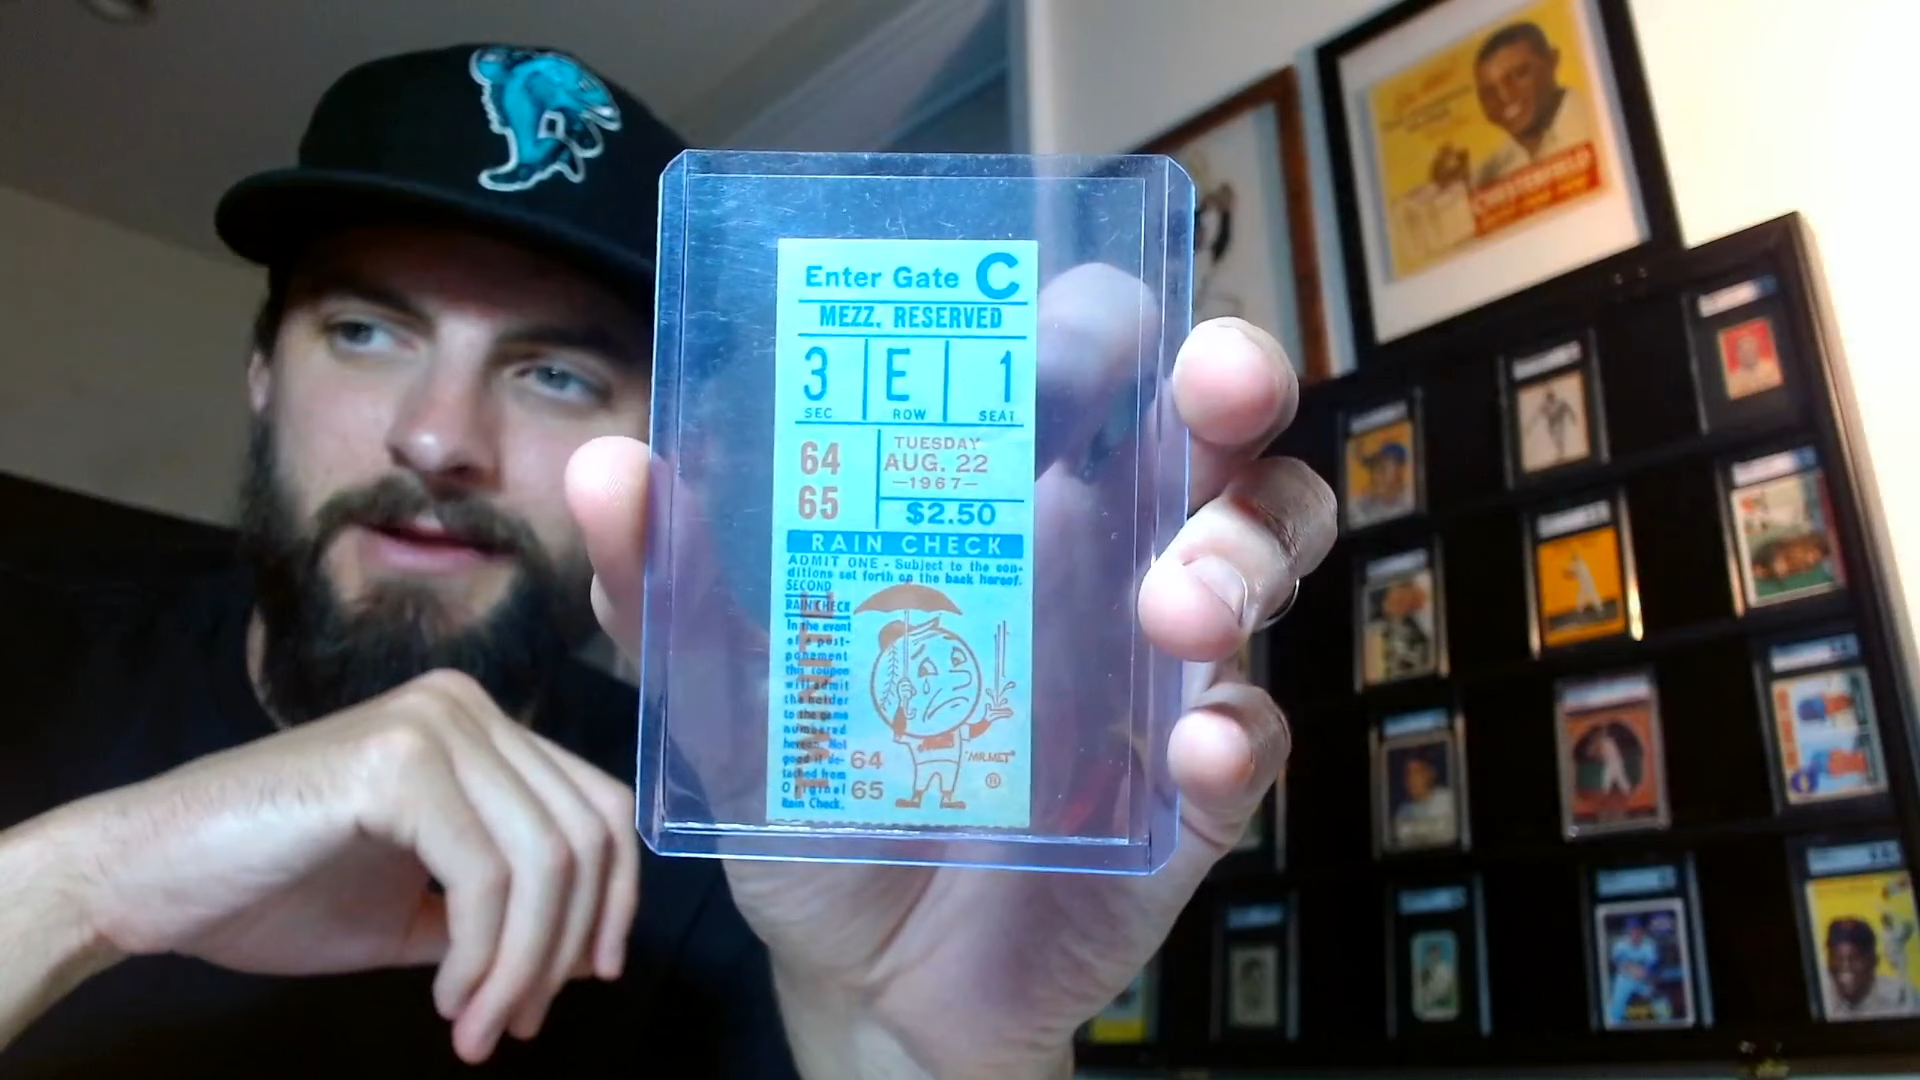 Enter Gate C
MEZZ. RESERVED
3 E 1
SEC ROW SEAT
64
65
TUESDAY
AUG. 22
—1967—
$2.50
RAIN CHECK
ADMIT ONE - Subject to the con-
ditions set forth on the back hereof.
SECOND
RAIN CHECK
In the event
of a post-
ponement
this coupon
will admit
the holder
to the game
numbered
hereon. Not
good if de-
tached from
Original
Rain Check.
64
65
"MR.MET"®
®
CHESTERFIELD